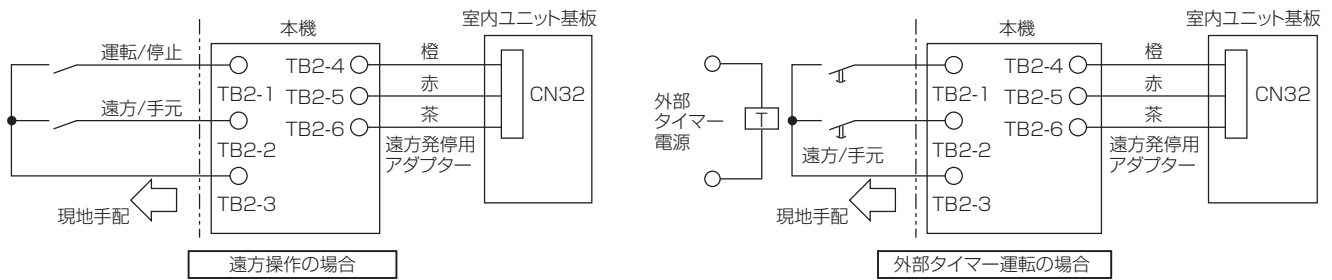 本機
室内ユニット基板
運転/停止
橙
TB2-4
TB2-1
赤
TB2-5
CN32
遠方/手元
茶
TB2-6
TB2-2
遠方発停用
アダプター
TB2-3
現地手配
遠方操作の場合
本機
室内ユニット基板
橙
TB2-4
TB2-1
赤
TB2-5
CN32
外部
タイマー
電源
T
茶
TB2-6
遠方/手元
TB2-2
遠方発停用
アダプター
TB2-3
現地手配
外部タイマー運転の場合